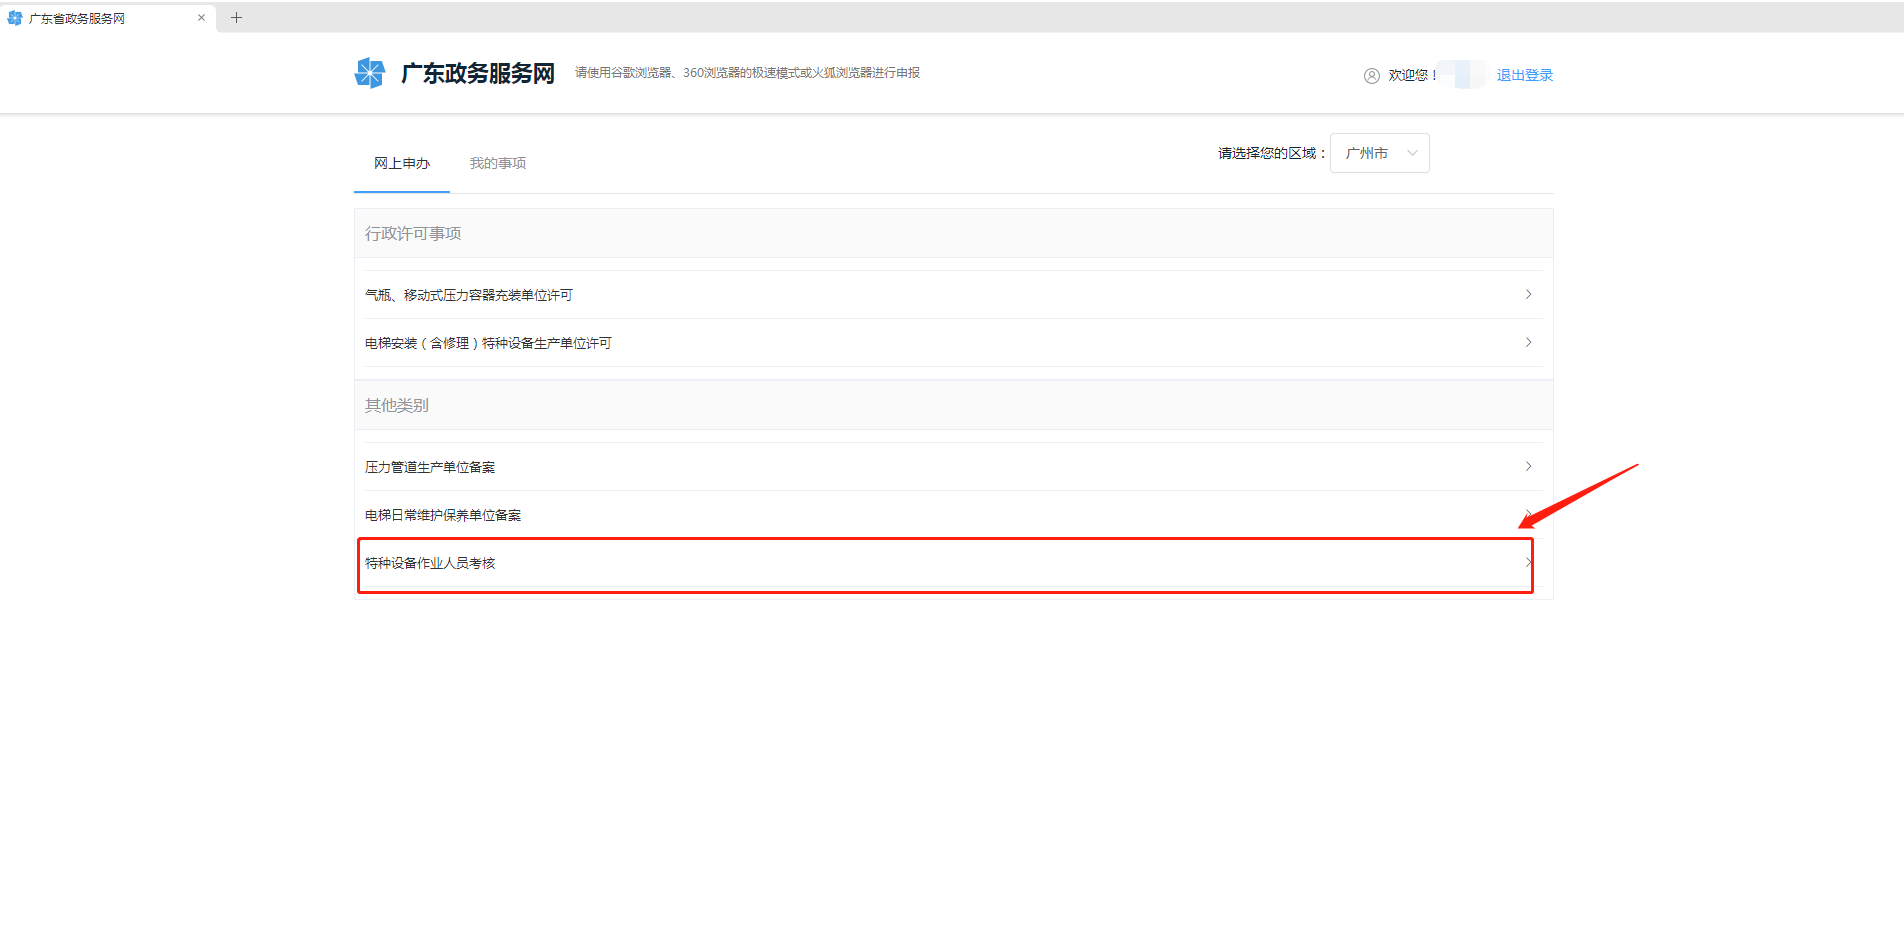 广东省政务服务网
广东政务服务网
请使用谷歌浏览器、360浏览器的极速模式或火狐浏览器进行申报
欢迎您！
退出登录
网上申办
我的事项
请选择您的区域：
广州市
行政许可事项
气瓶、移动式压力容器充装单位许可
电梯安装（含修理）特种设备生产单位许可
其他类别
压力管道生产单位备案
电梯日常维护保养单位备案
特种设备作业人员考核